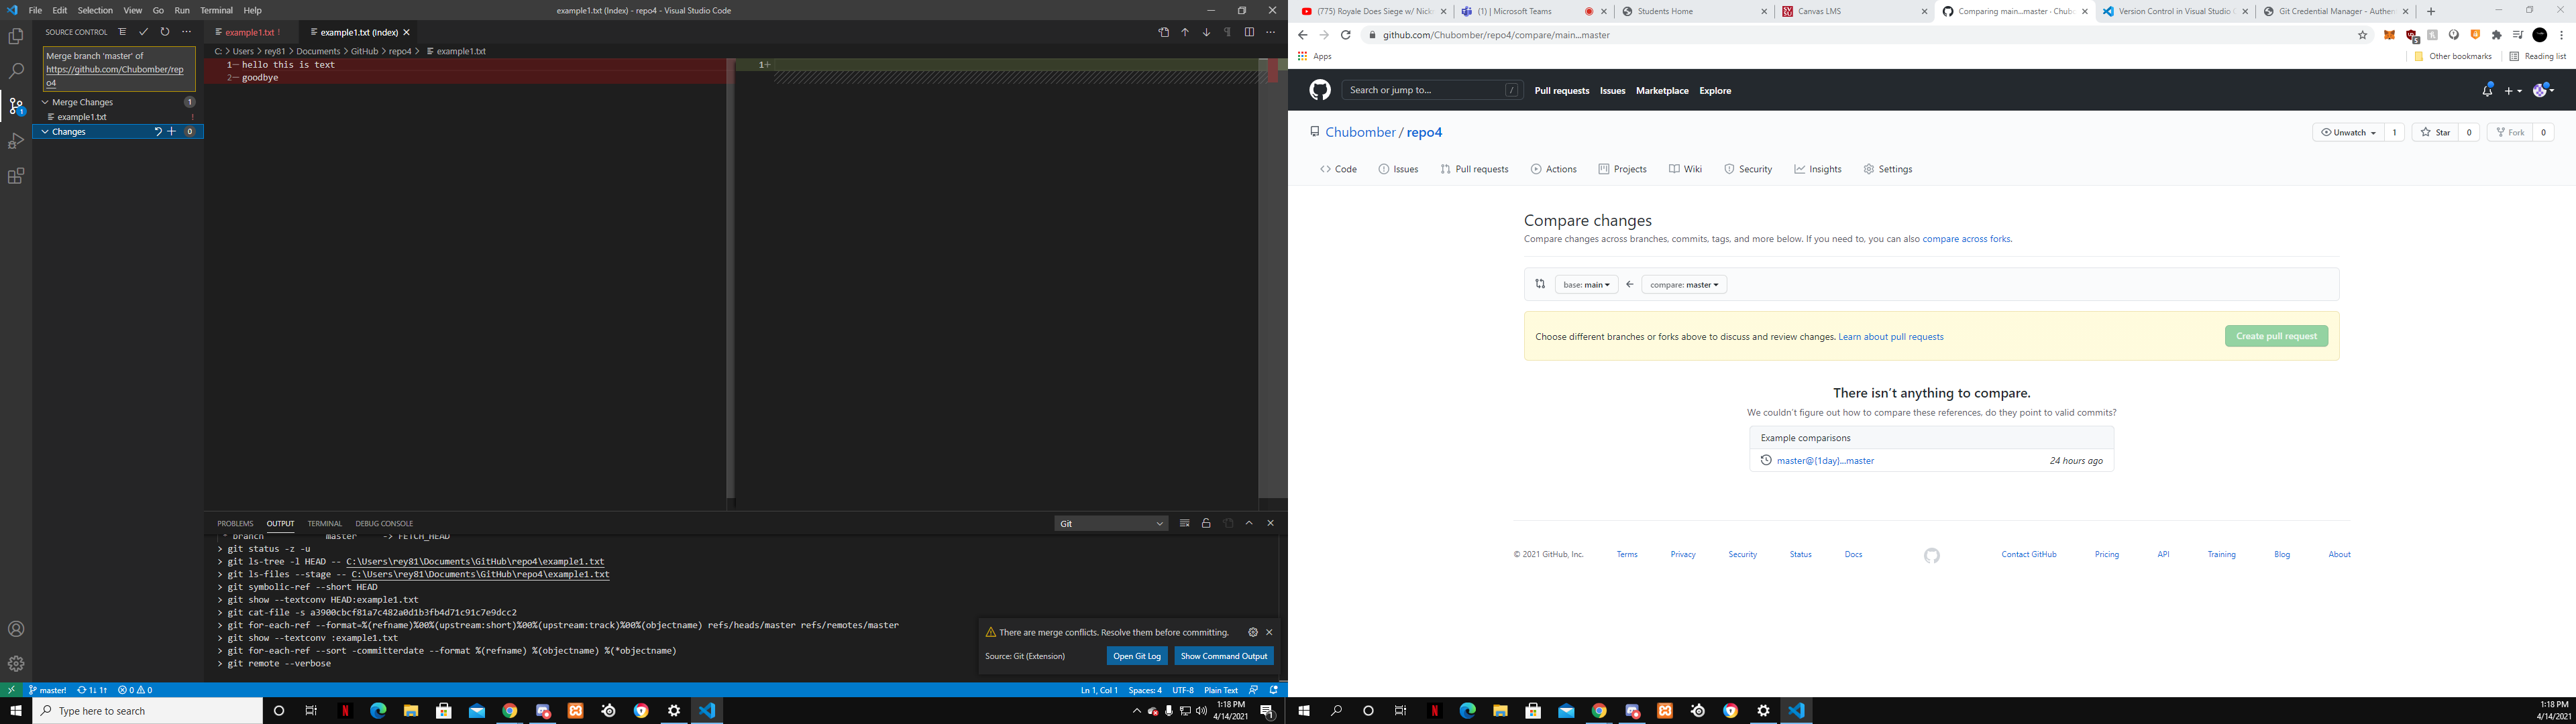 File Edit Selection View Go Run Terminal Help
example1.txt (Index) - repo4 - Visual Studio Code
SOURCE CONTROL
Merge branch 'master' of
https://github.com/Chubomber/rep
o4
Merge Changes 1
example1.txt !
Changes 0
example1.txt !
example1.txt (Index)
C: > Users > rey81 > Documents > GitHub > repo4 > example1.txt
1— hello this is text
2— goodbye
1+
PROBLEMS OUTPUT TERMINAL DEBUG CONSOLE
Git
* branch master -> FETCH_HEAD
> git status -z -u
> git ls-tree -l HEAD -- C:\Users\rey81\Documents\GitHub\repo4\example1.txt
> git ls-files --stage -- C:\Users\rey81\Documents\GitHub\repo4\example1.txt
> git symbolic-ref --short HEAD
> git show --textconv HEAD:example1.txt
> git cat-file -s a3900cbcf81a7c482a0d1b3fb4d71c91c7e9dcc2
> git for-each-ref --format=%(refname)%00%(upstream:short)%00%(upstream:track)%00%(objectname) refs/heads/master refs/remotes/master
> git show --textconv :example1.txt
> git for-each-ref --sort -committerdate --format %(refname) %(objectname) %(*objectname)
> git remote --verbose
There are merge conflicts. Resolve them before committing.
Source: Git (Extension)
Open Git Log
Show Command Output
master! 1↓ 1↑ 0 0
Ln 1, Col 1 Spaces: 4 UTF-8 Plain Text
Type here to search
1:18 PM
4/14/2021
(775) Royale Does Siege w/ Nick
(1) | Microsoft Teams
Students Home
Canvas LMS
Comparing main...master · Chub
Version Control in Visual Studio
Git Credential Manager - Authen
github.com/Chubomber/repo4/compare/main...master
Apps
Other bookmarks
Reading list
Search or jump to... /
Pull requests Issues Marketplace Explore
Chubomber / repo4
Unwatch 1
Star 0
Fork 0
Code Issues Pull requests Actions Projects Wiki Security Insights Settings
Compare changes
Compare changes across branches, commits, tags, and more below. If you need to, you can also compare across forks.
base: main ← compare: master
Choose different branches or forks above to discuss and review changes. Learn about pull requests
Create pull request
There isn't anything to compare.
We couldn't figure out how to compare these references, do they point to valid commits?
Example comparisons
master@{1day}...master
24 hours ago
© 2021 GitHub, Inc. Terms Privacy Security Status Docs Contact GitHub Pricing API Training Blog About
1:18 PM
4/14/2021